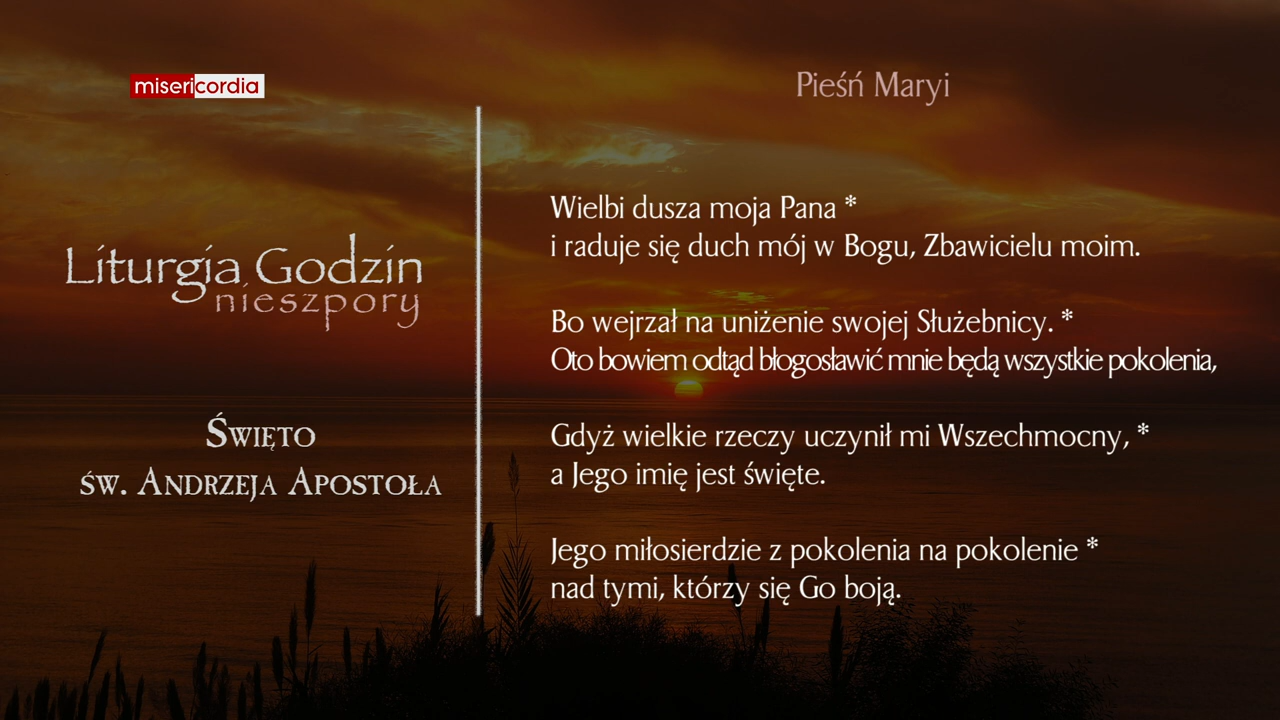 misericordia
Liturgia Godzin
nieszpory
Święto
św. Andrzeja Apostoła
Pieśń Maryi
Wielbi dusza moja Pana *
i raduje się duch mój w Bogu, Zbawicielu moim.
Bo wejrzał na uniżenie swojej Służebnicy. *
Oto bowiem odtąd błogosławić mnie będą wszystkie pokolenia,
Gdyż wielkie rzeczy uczynił mi Wszechmocny, *
a Jego imię jest święte.
Jego miłosierdzie z pokolenia na pokolenie *
nad tymi, którzy się Go boją.